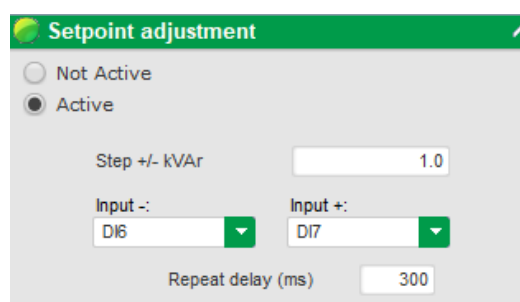 Setpoint adjustment
Not Active
Active
Step +/- kVAr 1.0
Input -: Input +:
DI6 DI7
Repeat delay (ms) 300